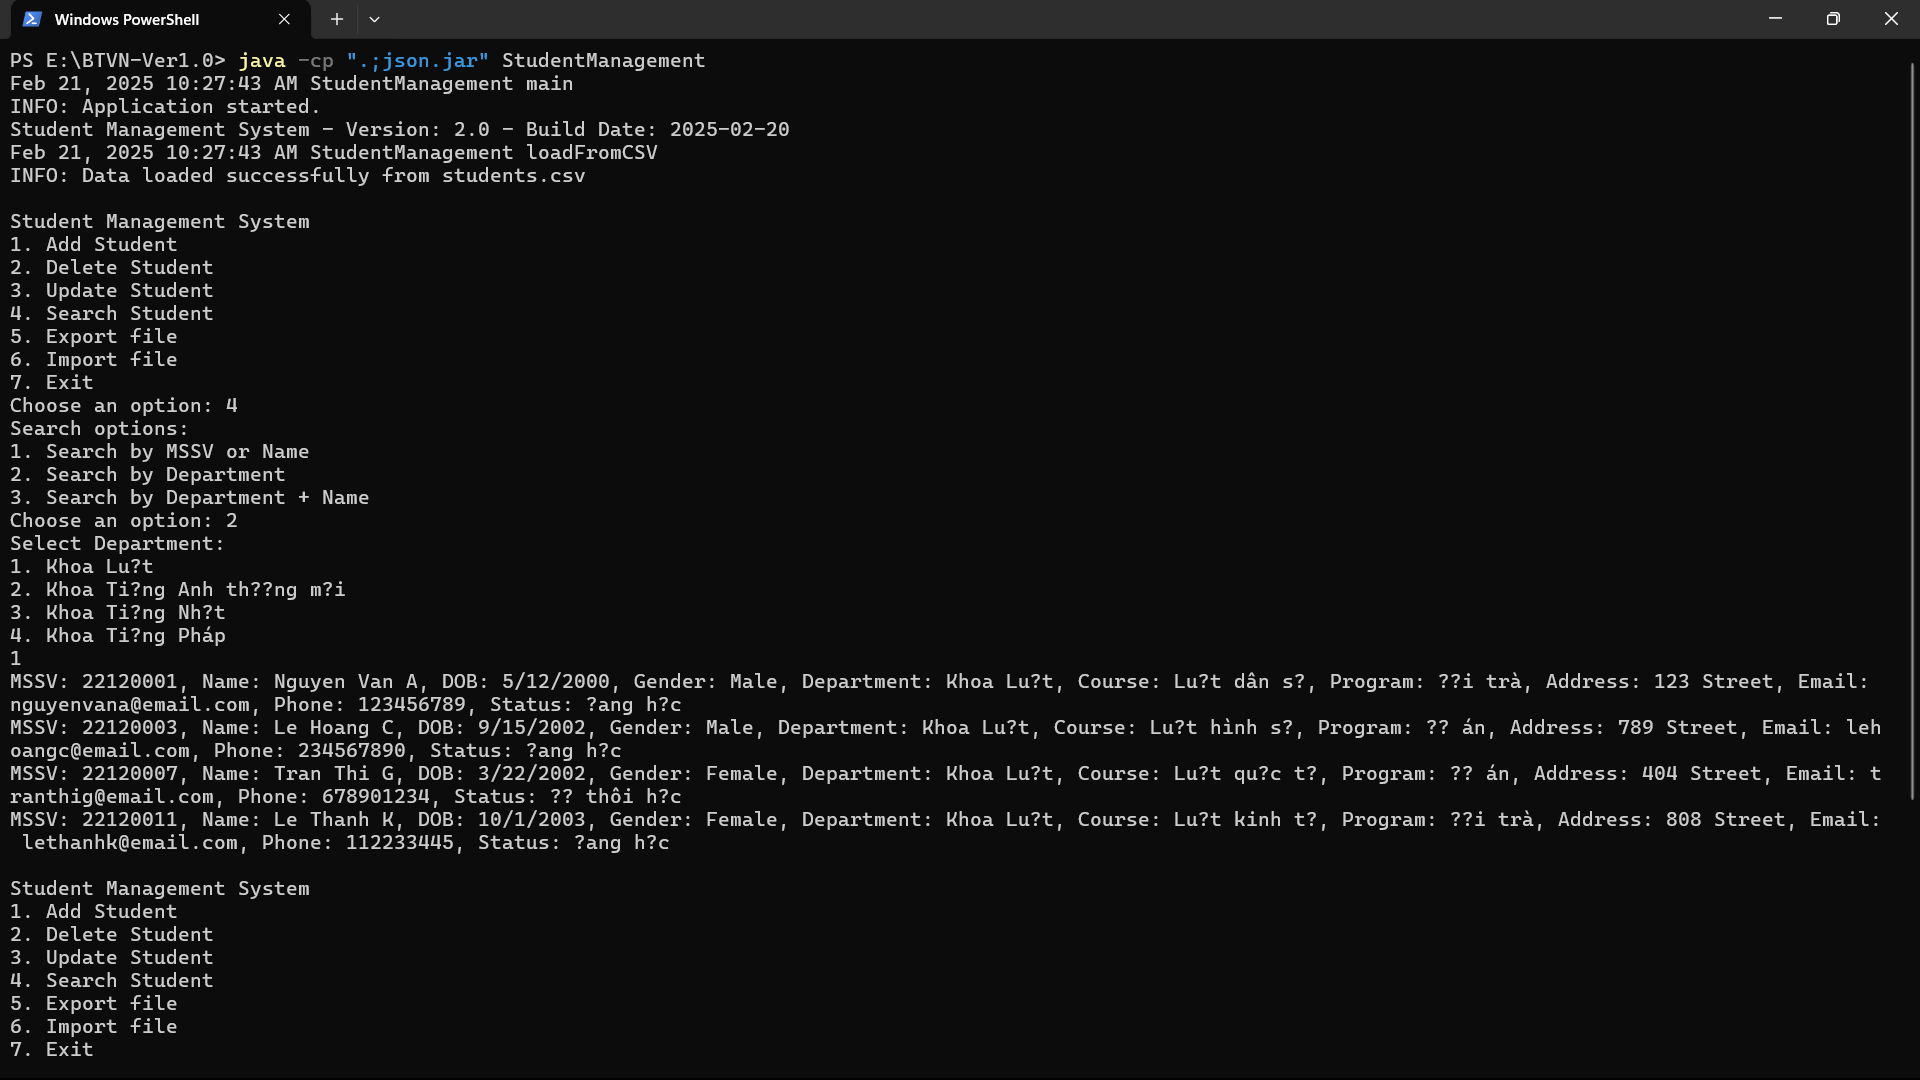 Windows PowerShell
PS E:\BTVN-Ver1.0> java -cp ".;json.jar" StudentManagement
Feb 21, 2025 10:27:43 AM StudentManagement main
INFO: Application started.
Student Management System - Version: 2.0 - Build Date: 2025-02-20
Feb 21, 2025 10:27:43 AM StudentManagement loadFromCSV
INFO: Data loaded successfully from students.csv
Student Management System
1. Add Student
2. Delete Student
3. Update Student
4. Search Student
5. Export file
6. Import file
7. Exit
Choose an option: 4
Search options:
1. Search by MSSV or Name
2. Search by Department
3. Search by Department + Name
Choose an option: 2
Select Department:
1. Khoa Lu?t
2. Khoa Ti?ng Anh th??ng m?i
3. Khoa Ti?ng Nh?t
4. Khoa Ti?ng Pháp
1
MSSV: 22120001, Name: Nguyen Van A, DOB: 5/12/2000, Gender: Male, Department: Khoa Lu?t, Course: Lu?t dân s?, Program: ??i trà, Address: 123 Street, Email:
nguyenvana@email.com, Phone: 123456789, Status: ?ang h?c
MSSV: 22120003, Name: Le Hoang C, DOB: 9/15/2002, Gender: Male, Department: Khoa Lu?t, Course: Lu?t hình s?, Program: ?? án, Address: 789 Street, Email: leh
oangc@email.com, Phone: 234567890, Status: ?ang h?c
MSSV: 22120007, Name: Tran Thi G, DOB: 3/22/2002, Gender: Female, Department: Khoa Lu?t, Course: Lu?t qu?c t?, Program: ?? án, Address: 404 Street, Email: t
ranthig@email.com, Phone: 678901234, Status: ?? thôi h?c
MSSV: 22120011, Name: Le Thanh K, DOB: 10/1/2003, Gender: Female, Department: Khoa Lu?t, Course: Lu?t kinh t?, Program: ??i trà, Address: 808 Street, Email:
lethanhk@email.com, Phone: 112233445, Status: ?ang h?c
Student Management System
1. Add Student
2. Delete Student
3. Update Student
4. Search Student
5. Export file
6. Import file
7. Exit